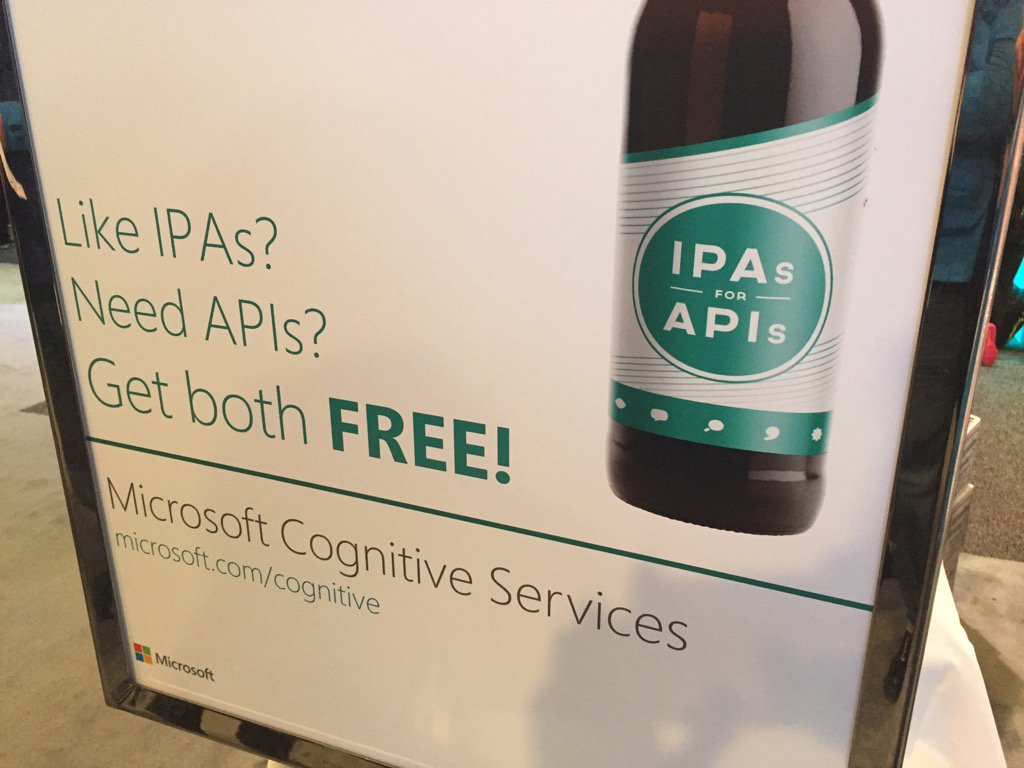 Like IPAs?
Need APIs?
Get both FREE!
Microsoft Cognitive Services
microsoft.com/cognitive
Microsoft
IPAs
FOR
APIs